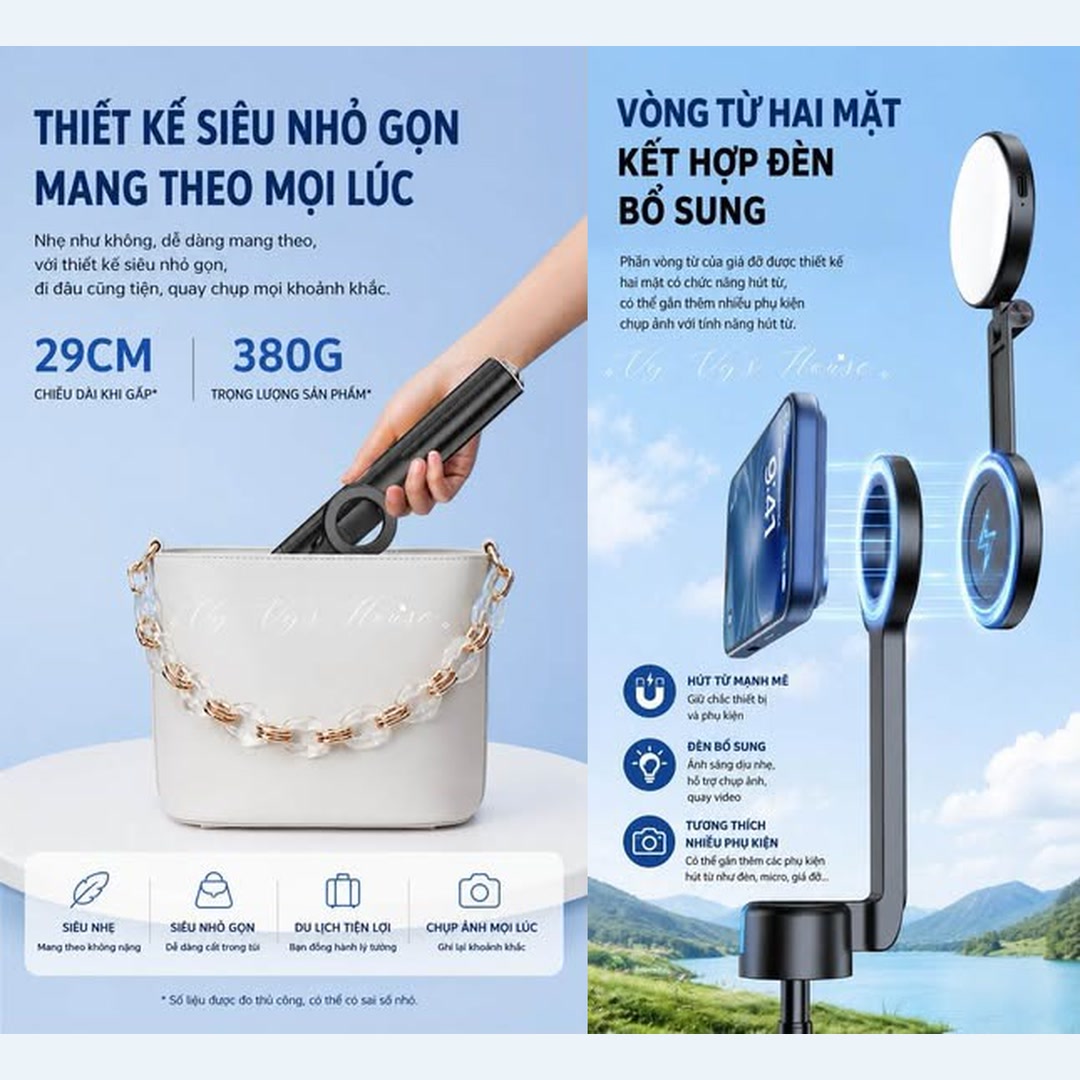 THIẾT KẾ SIÊU NHỎ GỌN
MANG THEO MỌI LÚC
Nhẹ như không, dễ dàng mang theo,
với thiết kế siêu nhỏ gọn,
đi đâu cũng tiện, quay chụp mọi khoảnh khắc.
29CM
CHIỀU DÀI KHI GẤP*
380G
TRỌNG LƯỢNG SẢN PHẨM*
Vy Vy's House
SIÊU NHẸ
Mang theo không nặng
SIÊU NHỎ GỌN
Dễ dàng cất trong túi
DU LỊCH TIỆN LỢI
Bạn đồng hành lý tưởng
CHỤP ẢNH MỌI LÚC
Ghi lại khoảnh khắc
* Số liệu được đo thủ công, có thể có sai số nhỏ.
VÒNG TỪ HAI MẶT
KẾT HỢP ĐÈN
BỔ SUNG
Phần vòng từ của giá đỡ được thiết kế
hai mặt có chức năng hút từ,
có thể gắn thêm nhiều phụ kiện
chụp ảnh với tính năng hút từ.
Vy Vy's House
9:41
HÚT TỪ MẠNH MẼ
Giữ chắc thiết bị
và phụ kiện
ĐÈN BỔ SUNG
Ánh sáng dịu nhẹ,
hỗ trợ chụp ảnh,
quay video
TƯƠNG THÍCH
NHIỀU PHỤ KIỆN
Có thể gắn thêm các phụ kiện
hút từ như đèn, micro, giá đỡ...